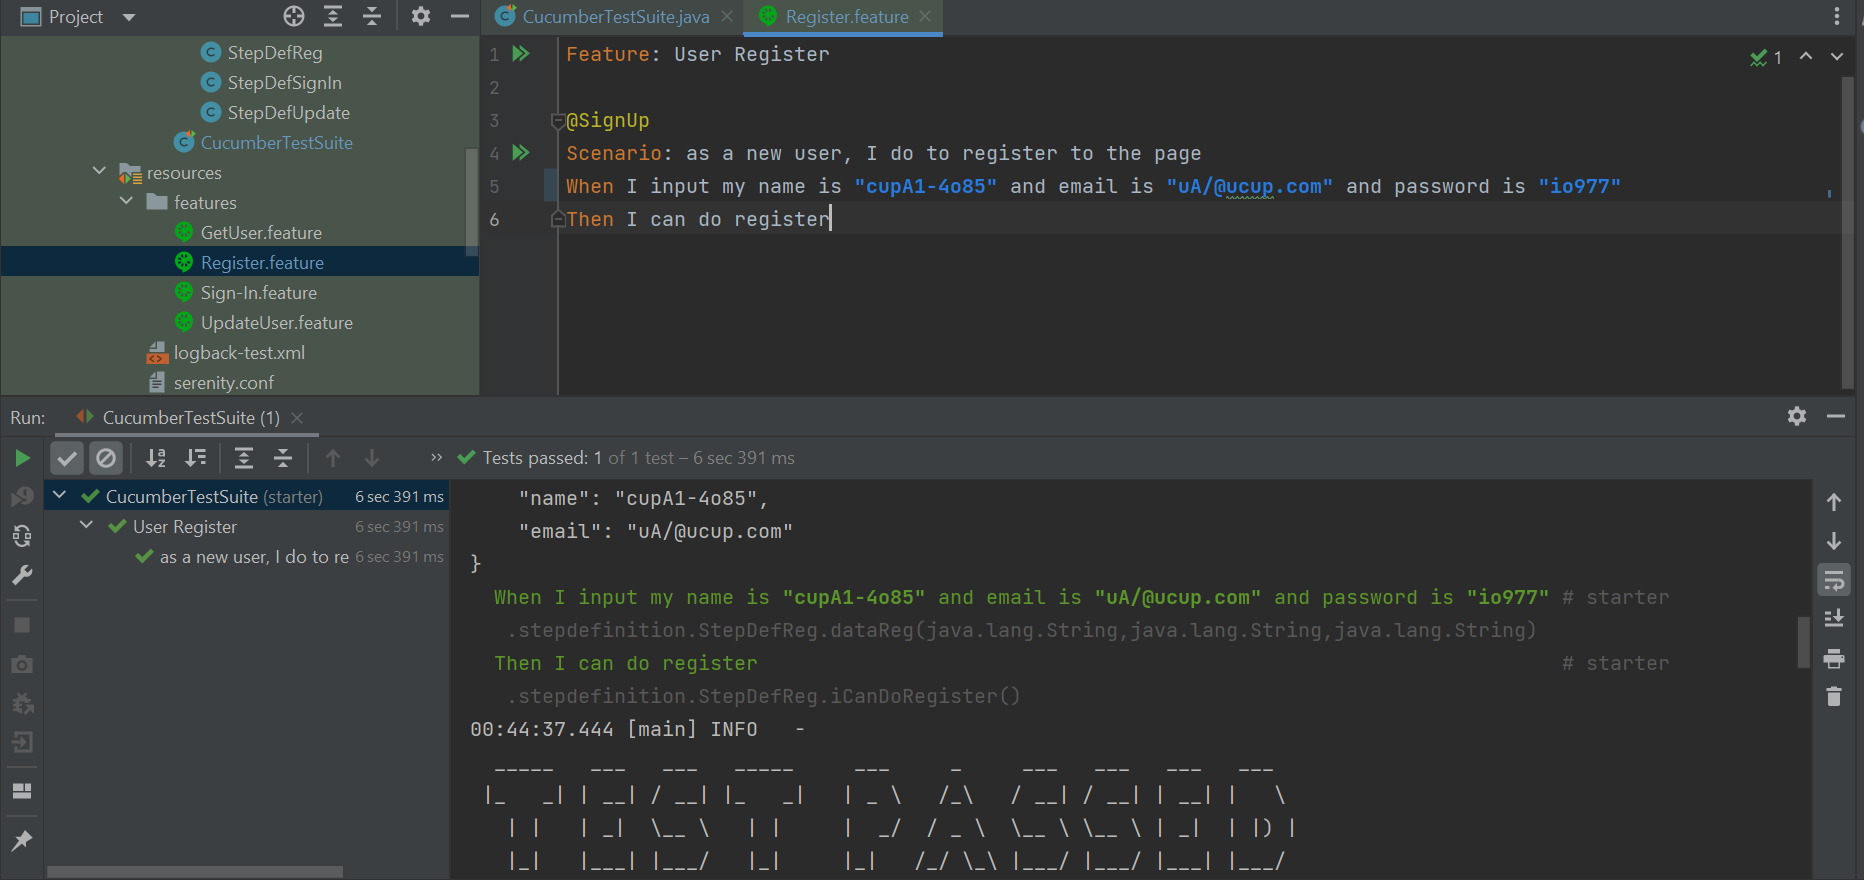 Project
CucumberTestSuite.java
Register.feature
StepDefReg
StepDefSignIn
StepDefUpdate
CucumberTestSuite
resources
features
GetUser.feature
Register.feature
Sign-In.feature
UpdateUser.feature
logback-test.xml
serenity.conf
1 Feature: User Register
1
2
3 @SignUp
4 Scenario: as a new user, I do to register to the page
5 When I input my name is "cupA1-4o85" and email is "uA/@ucup.com" and password is "io977"
6 Then I can do register
Run: CucumberTestSuite (1)
Tests passed: 1 of 1 test – 6 sec 391 ms
CucumberTestSuite (starter) 6 sec 391 ms
User Register 6 sec 391 ms
as a new user, I do to re 6 sec 391 ms
"name": "cupA1-4o85",
"email": "uA/@ucup.com"
}
When I input my name is "cupA1-4o85" and email is "uA/@ucup.com" and password is "io977" # starter
.stepdefinition.StepDefReg.dataReg(java.lang.String,java.lang.String,java.lang.String)
Then I can do register # starter
.stepdefinition.StepDefReg.iCanDoRegister()
00:44:37.444 [main] INFO -
TEST PASSED